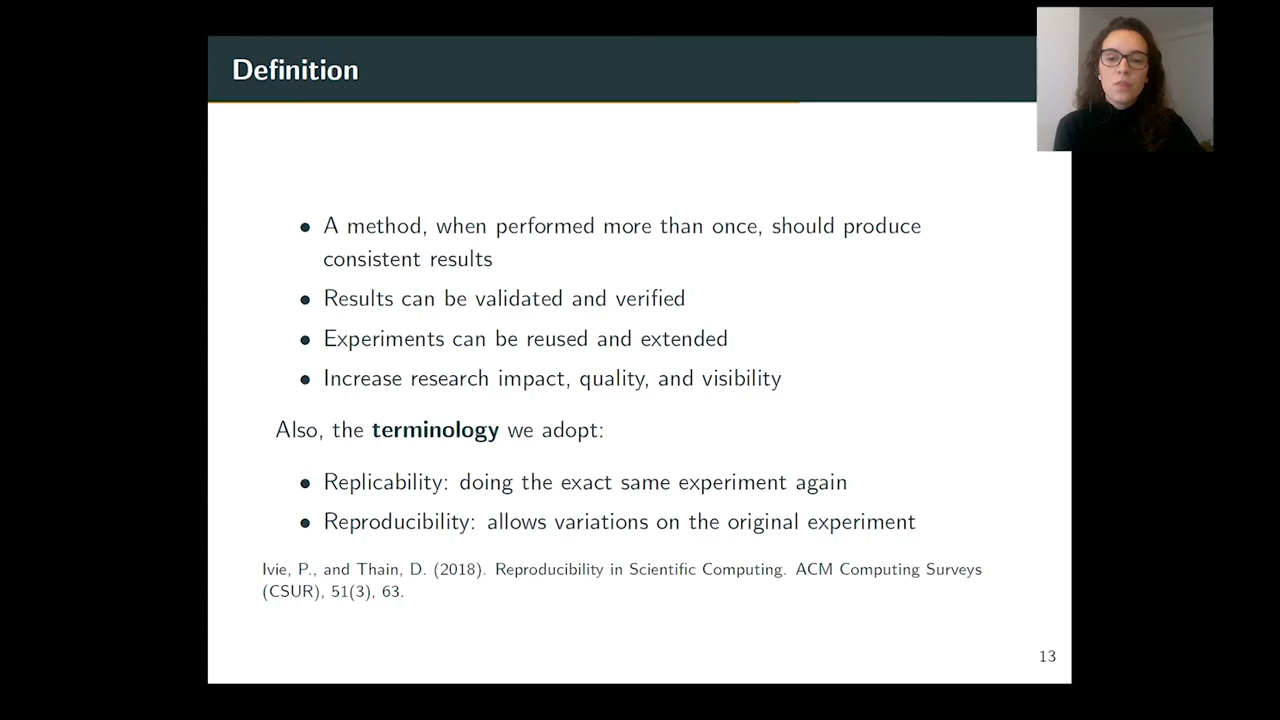 Definition
• A method, when performed more than once, should produce
consistent results
• Results can be validated and verified
• Experiments can be reused and extended
• Increase research impact, quality, and visibility
Also, the terminology we adopt:
• Replicability: doing the exact same experiment again
• Reproducibility: allows variations on the original experiment
Ivie, P., and Thain, D. (2018). Reproducibility in Scientific Computing. ACM Computing Surveys
(CSUR), 51(3), 63.
13